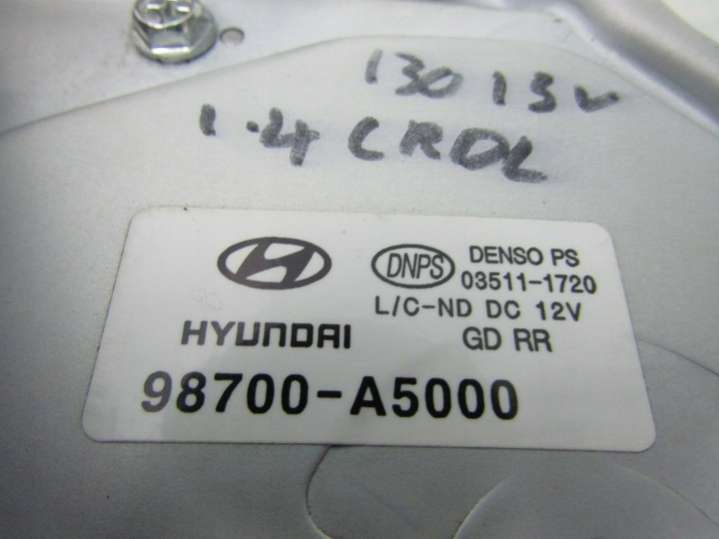 130 13v
1.4 CRDL
HYUNDAI
DNPS
DENSO PS
03511-1720
L/C-ND DC 12V
GD RR
98700-A5000